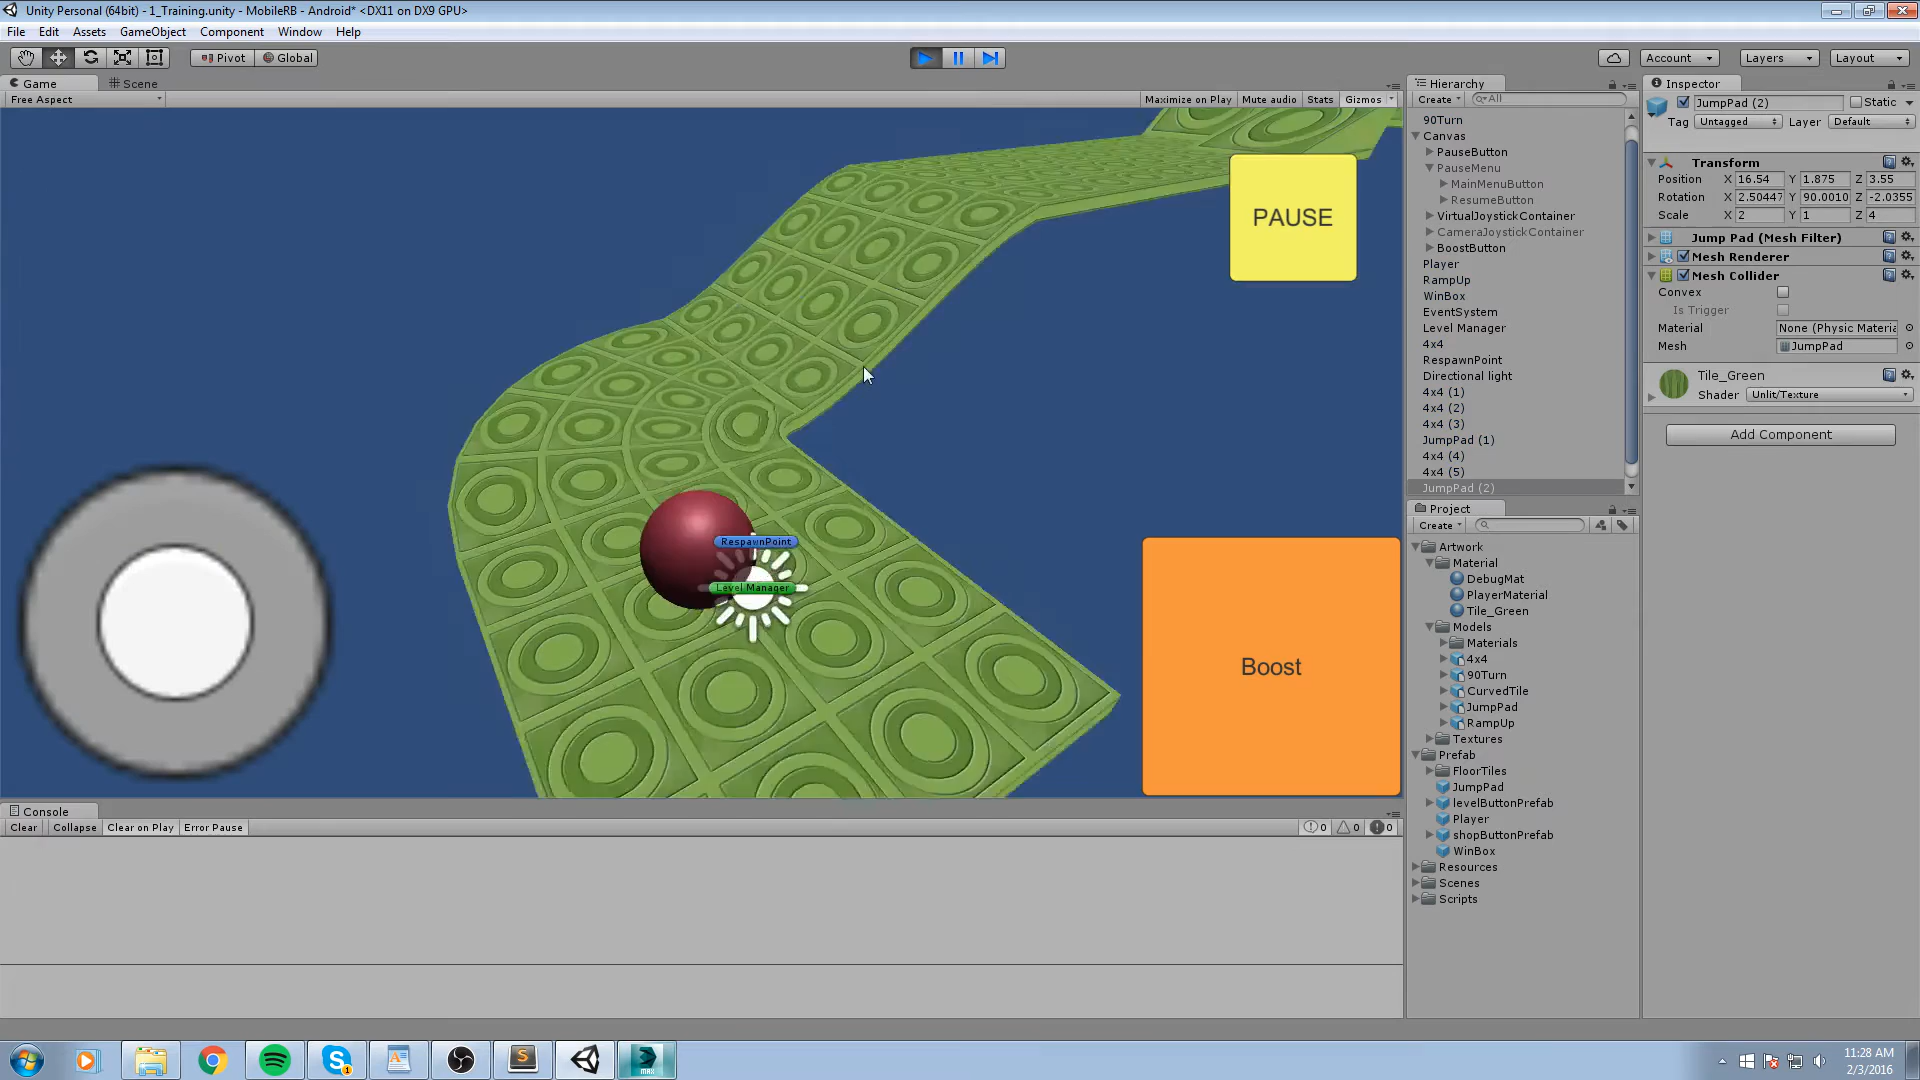 Unity Personal (64bit) - 1_Training.unity - MobileRB - Android* <DX11 on DX9 GPU>
File Edit Assets GameObject Component Window Help
Pivot Global Account Layers Layout
Game Scene
Free Aspect Maximize on Play Mute audio Stats Gizmos
PAUSE
RespawnPoint
Level Manager
Boost
Console
Clear Collapse Clear on Play Error Pause 0 0 0
Hierarchy
Create All
90Turn
Canvas
PauseButton
PauseMenu
MainMenuButton
ResumeButton
VirtualJoystickContainer
CameraJoystickContainer
BoostButton
Player
RampUp
WinBox
EventSystem
Level Manager
4x4
RespawnPoint
Directional light
4x4 (1)
4x4 (2)
4x4 (3)
JumpPad (1)
4x4 (4)
4x4 (5)
JumpPad (2)
Project
Create
Artwork
Material
DebugMat
PlayerMaterial
Tile_Green
Models
Materials
4x4
90Turn
CurvedTile
JumpPad
RampUp
Textures
Prefab
FloorTiles
JumpPad
levelButtonPrefab
Player
shopButtonPrefab
WinBox
Resources
Scenes
Scripts
Inspector
JumpPad (2) Static
Tag Untagged Layer Default
Transform
Position X 16.54 Y 1.875 Z 3.55
Rotation X 2.50447 Y 90.0010 Z -2.0355
Scale X 2 Y 1 Z 4
Jump Pad (Mesh Filter)
Mesh Renderer
Mesh Collider
Convex
Is Trigger
Material None (Physic Materia
Mesh JumpPad
Tile_Green
Shader Unlit/Texture
Add Component
11:28 AM
2/3/2016